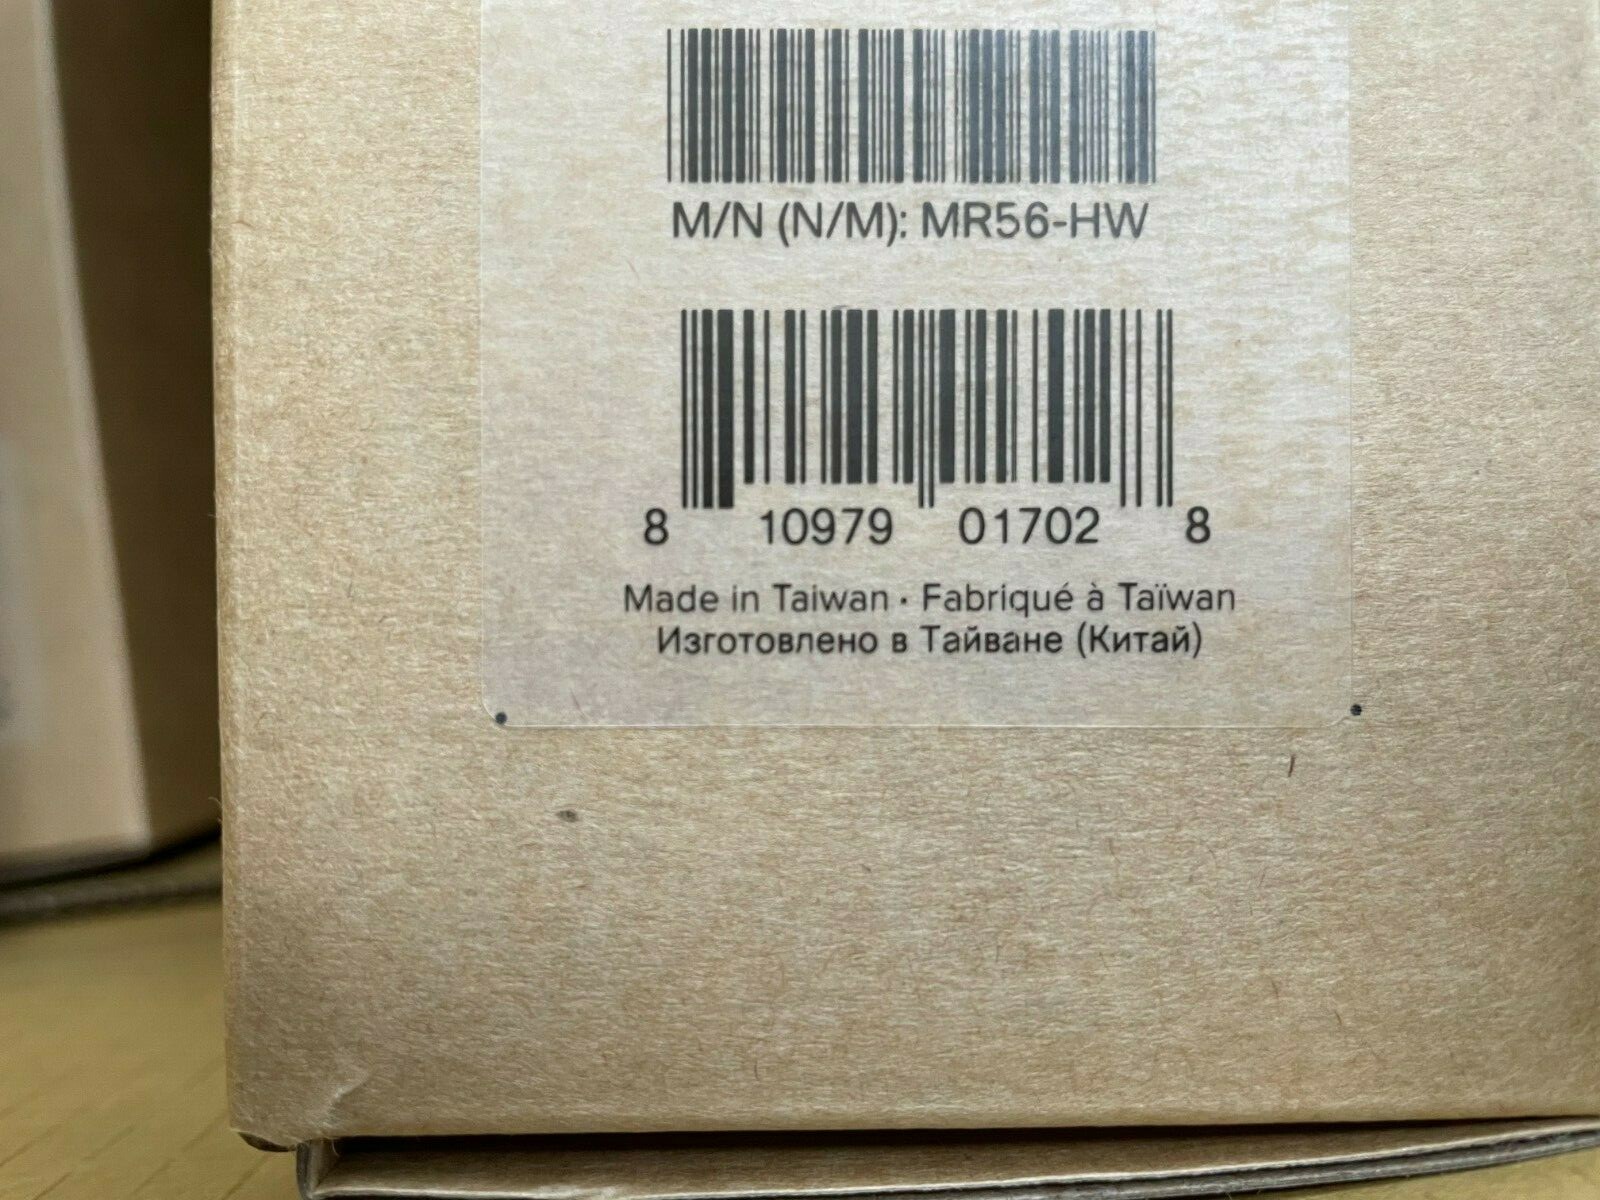 M/N (N/M): MR56-HW
8 10979 01702 8
Made in Taiwan · Fabriqué à Taïwan
Изготовлено в Тайване (Китай)